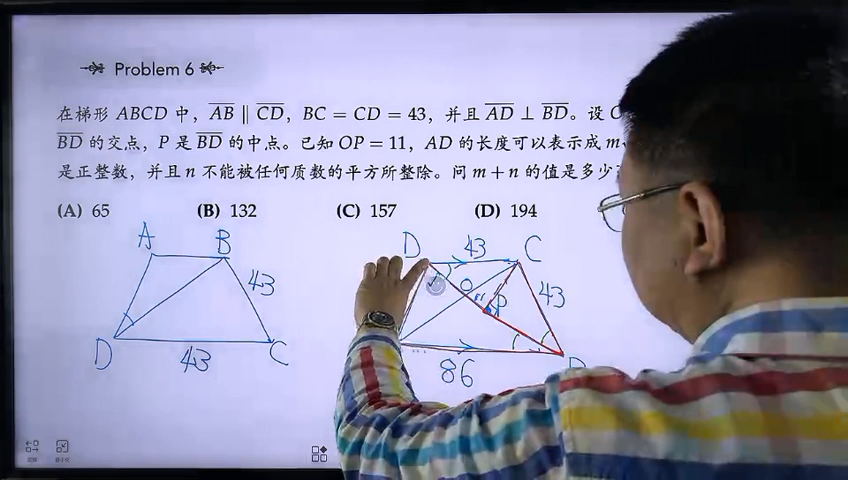 Problem 6
在梯形 ABCD 中，AB ∥ CD，BC = CD = 43，并且 AD ⊥ BD。设
BD 的交点，P 是 BD 的中点。已知 OP = 11，AD 的长度可以表示成 m
是正整数，并且 n 不能被任何质数的平方所整除。问 m + n 的值是多少
(A) 65 (B) 132 (C) 157 (D) 194
A B 43 D 43 C
D 43 C O 11 P 43 86